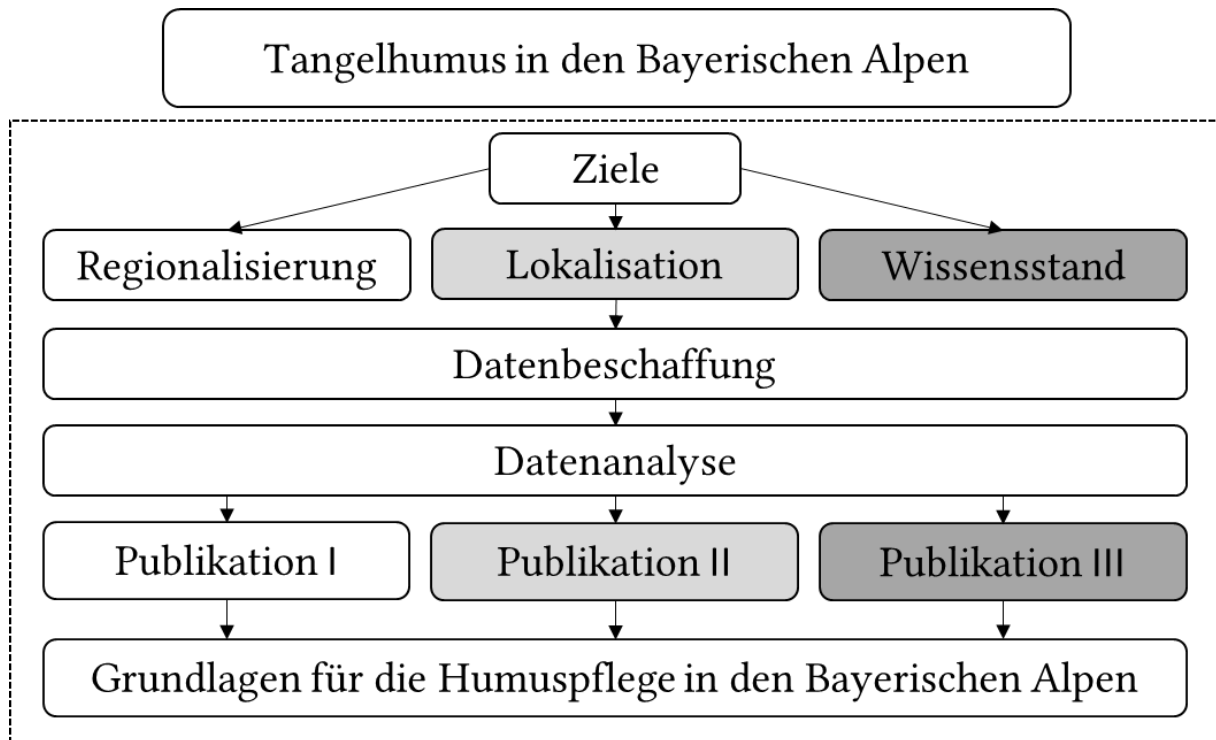 Tangelhumus in den Bayerischen Alpen
Ziele
Regionalisierung
Lokalisation
Wissensstand
Datenbeschaffung
Datenanalyse
Publikation I
Publikation II
Publikation III
Grundlagen für die Humuspflege in den Bayerischen Alpen